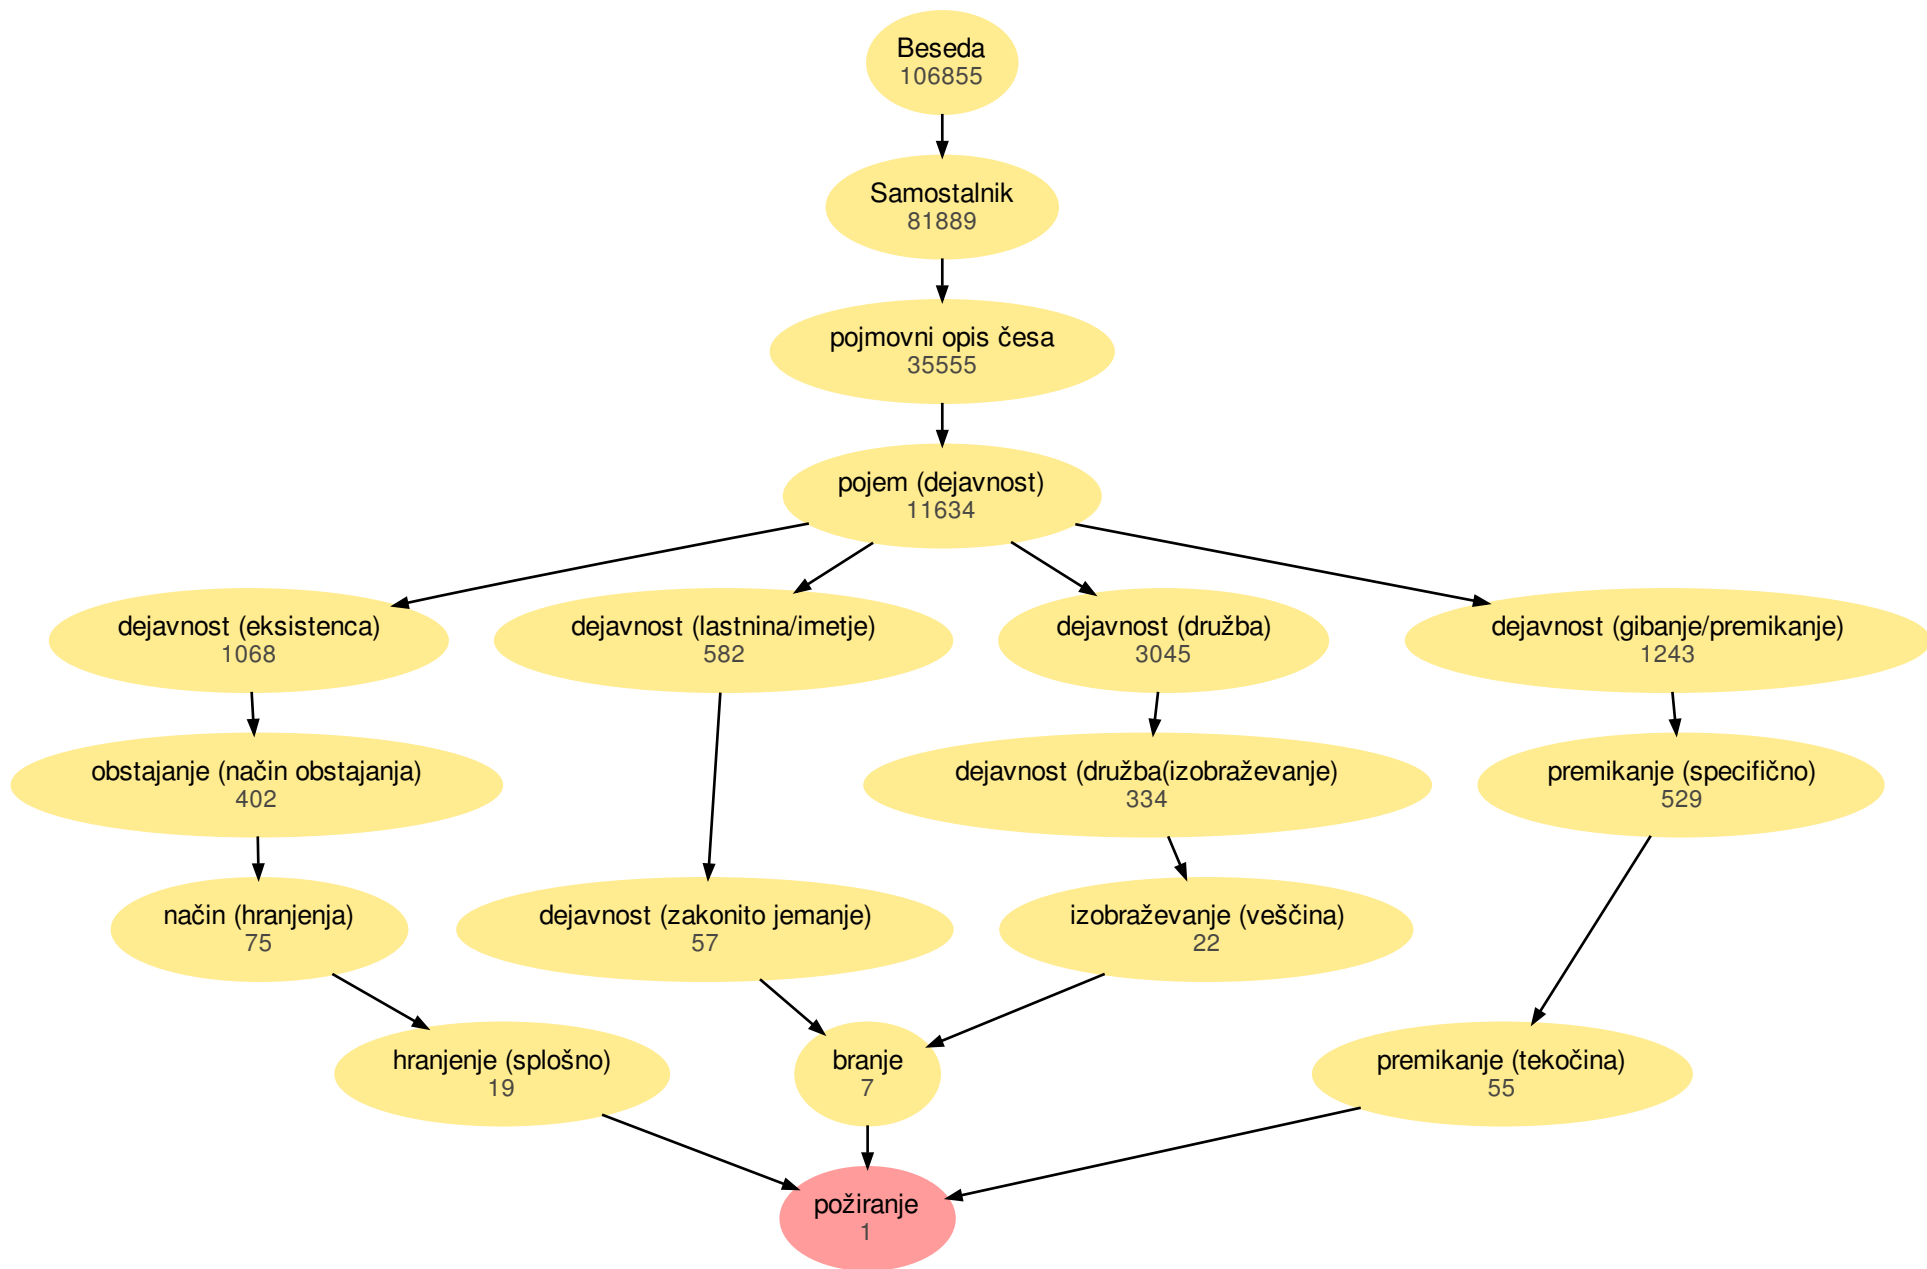 Beseda
106855
Samostalnik
81889
pojmovni opis česa
35555
pojem (dejavnost)
11634
dejavnost (eksistenca)
1068
dejavnost (lastnina/imetje)
582
dejavnost (družba)
3045
dejavnost (gibanje/premikanje)
1243
obstajanje (način obstajanja)
402
dejavnost (družba(izobraževanje)
334
premikanje (specifično)
529
način (hranjenja)
75
dejavnost (zakonito jemanje)
57
izobraževanje (veščina)
22
hranjenje (splošno)
19
branje
7
premikanje (tekočina)
55
požiranje
1